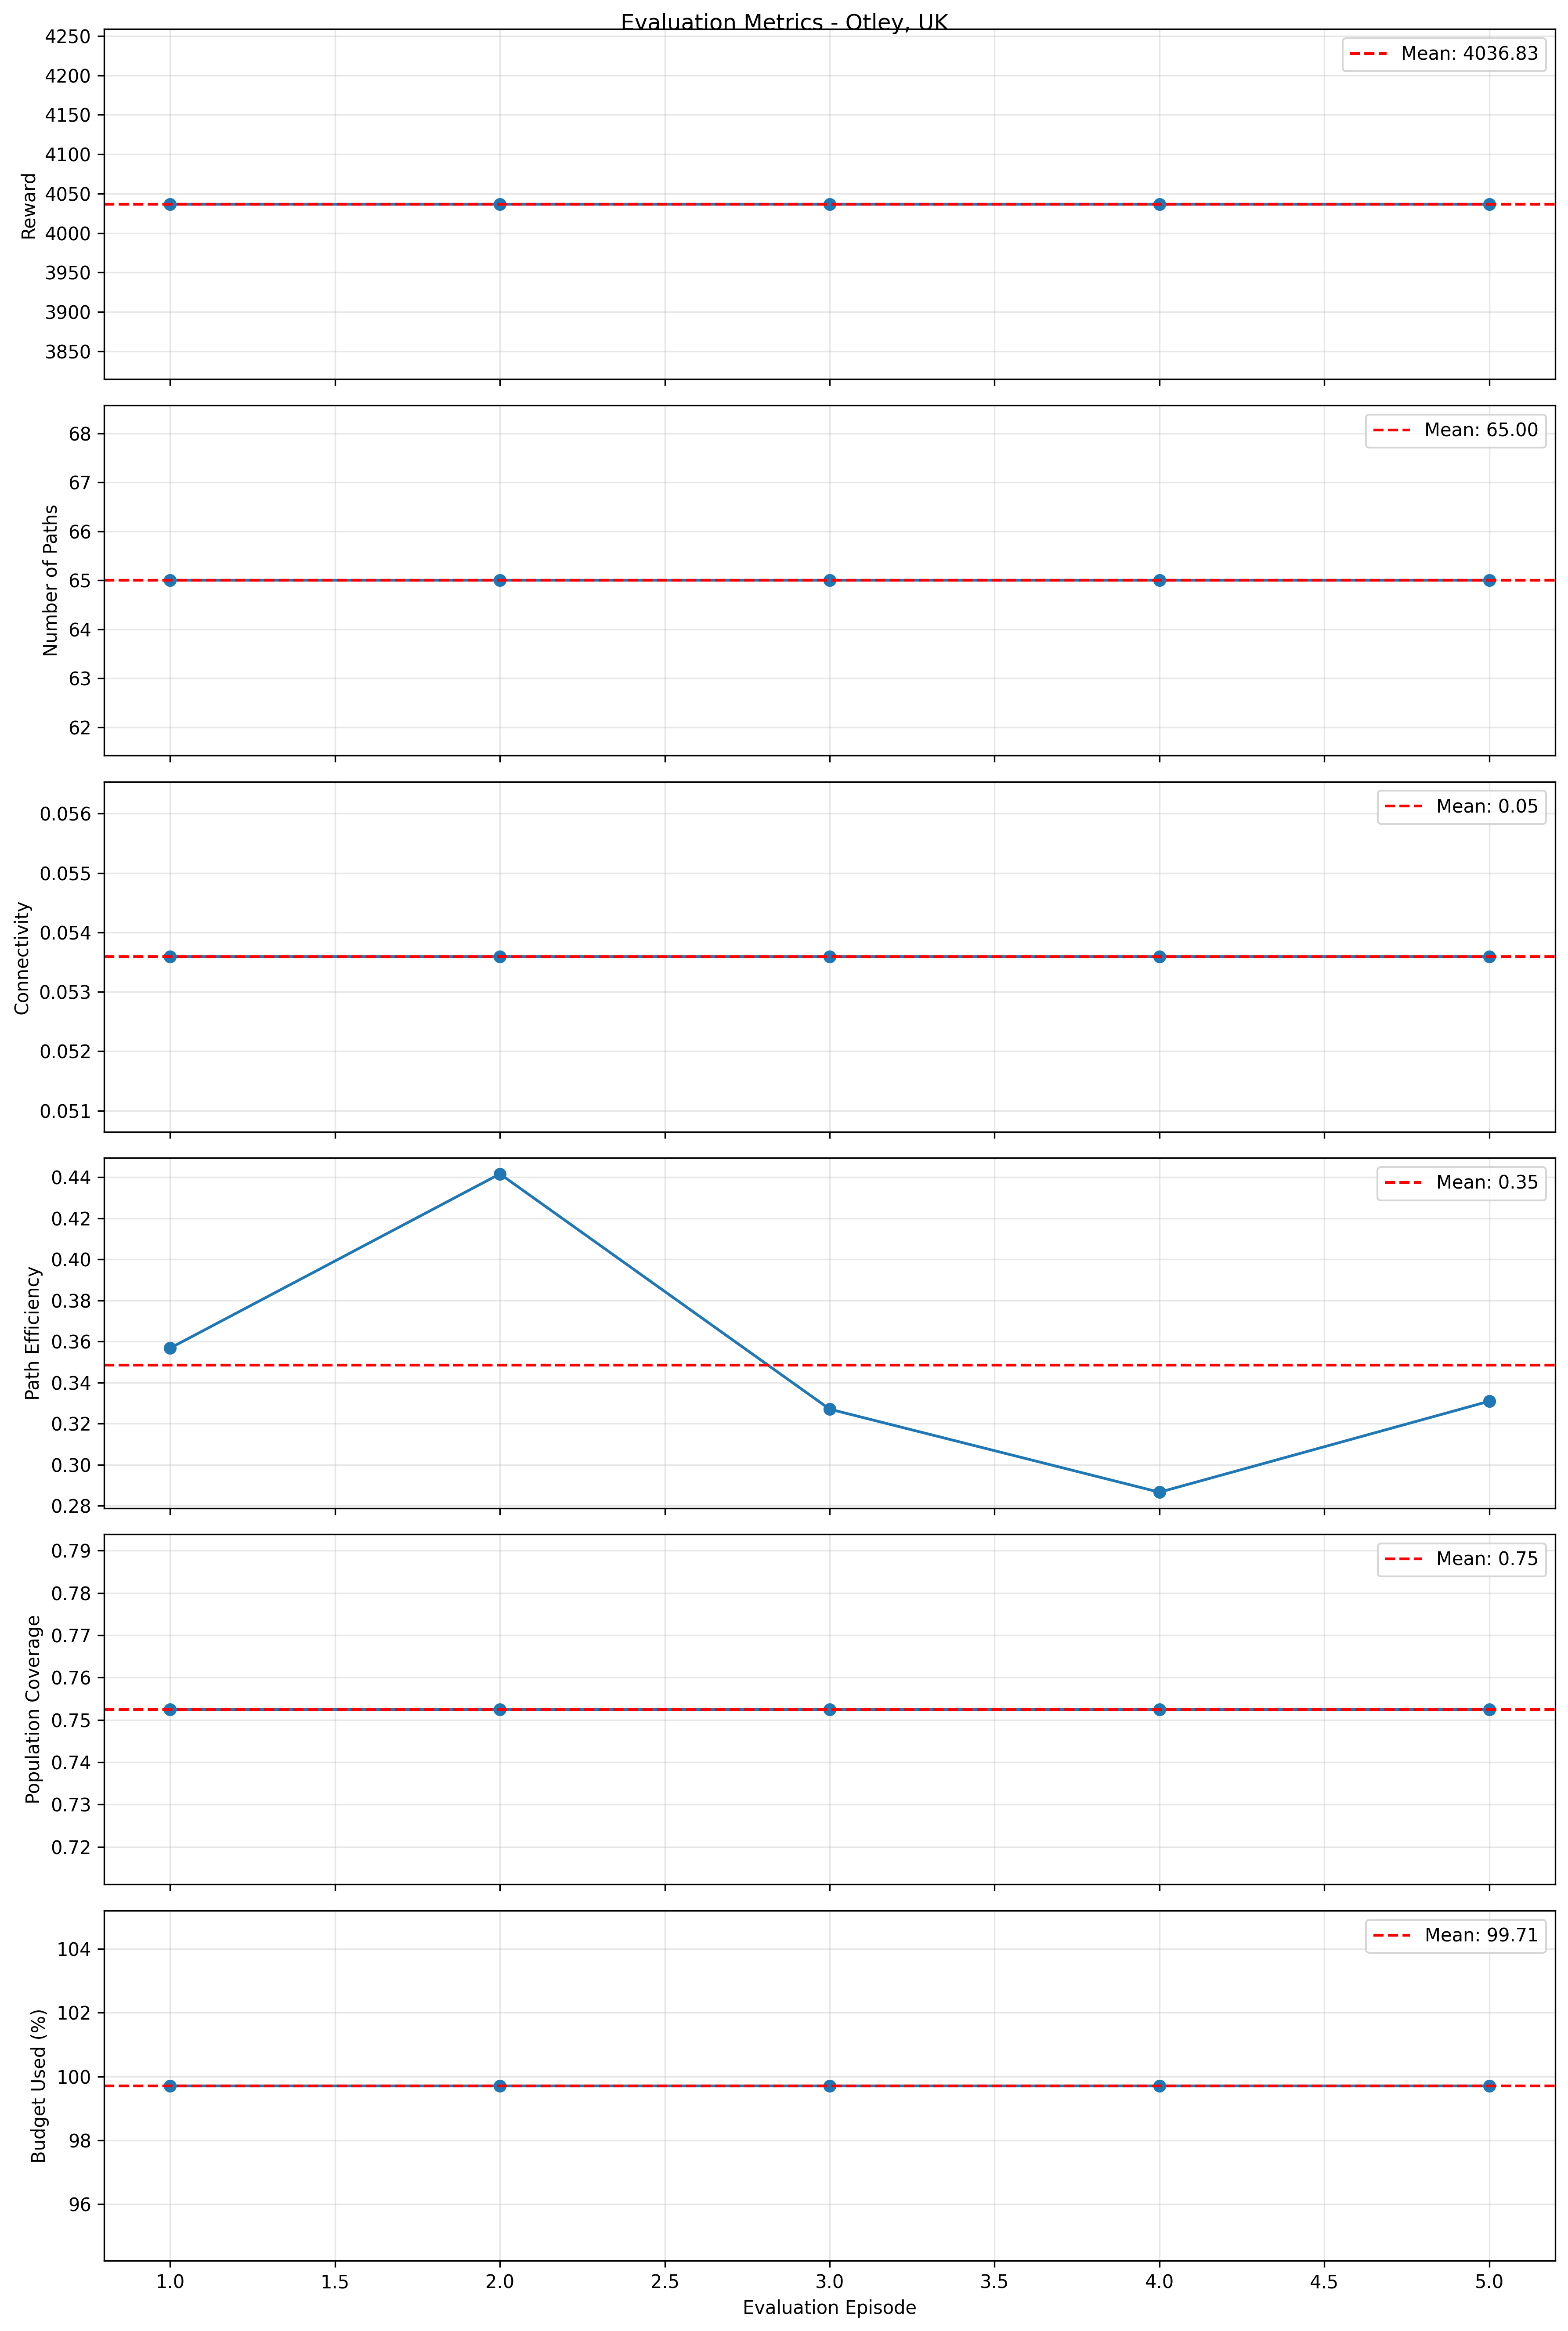 Evaluation Metrics - Otley, UK
4250
4200
4150
4100
4050
4000
3950
3900
3850
Reward
Mean: 4036.83
68
67
66
65
64
63
62
Number of Paths
Mean: 65.00
0.056
0.055
0.054
0.053
0.052
0.051
Connectivity
Mean: 0.05
0.44
0.42
0.40
0.38
0.36
0.34
0.32
0.30
0.28
Path Efficiency
Mean: 0.35
0.79
0.78
0.77
0.76
0.75
0.74
0.73
0.72
Population Coverage
Mean: 0.75
104
102
100
98
96
Budget Used (%)
Mean: 99.71
1.0 1.5 2.0 2.5 3.0 3.5 4.0 4.5 5.0
Evaluation Episode